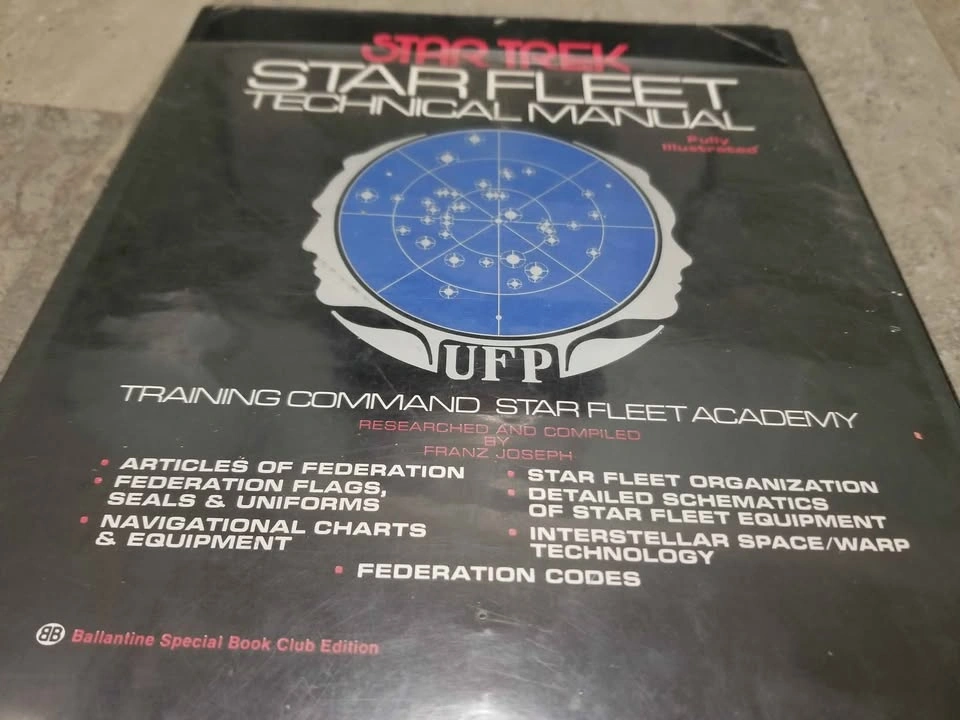 STAR TREK
STAR FLEET
TECHNICAL MANUAL
Fully
Illustrated
UFP
TRAINING COMMAND STAR FLEET ACADEMY
RESEARCHED AND COMPILED
BY
FRANZ JOSEPH
• ARTICLES OF FEDERATION
• FEDERATION FLAGS,
SEALS & UNIFORMS
• NAVIGATIONAL CHARTS
& EQUIPMENT
• STAR FLEET ORGANIZATION
• DETAILED SCHEMATICS
OF STAR FLEET EQUIPMENT
• INTERSTELLAR SPACE/WARP
TECHNOLOGY
• FEDERATION CODES
BB Ballantine Special Book Club Edition